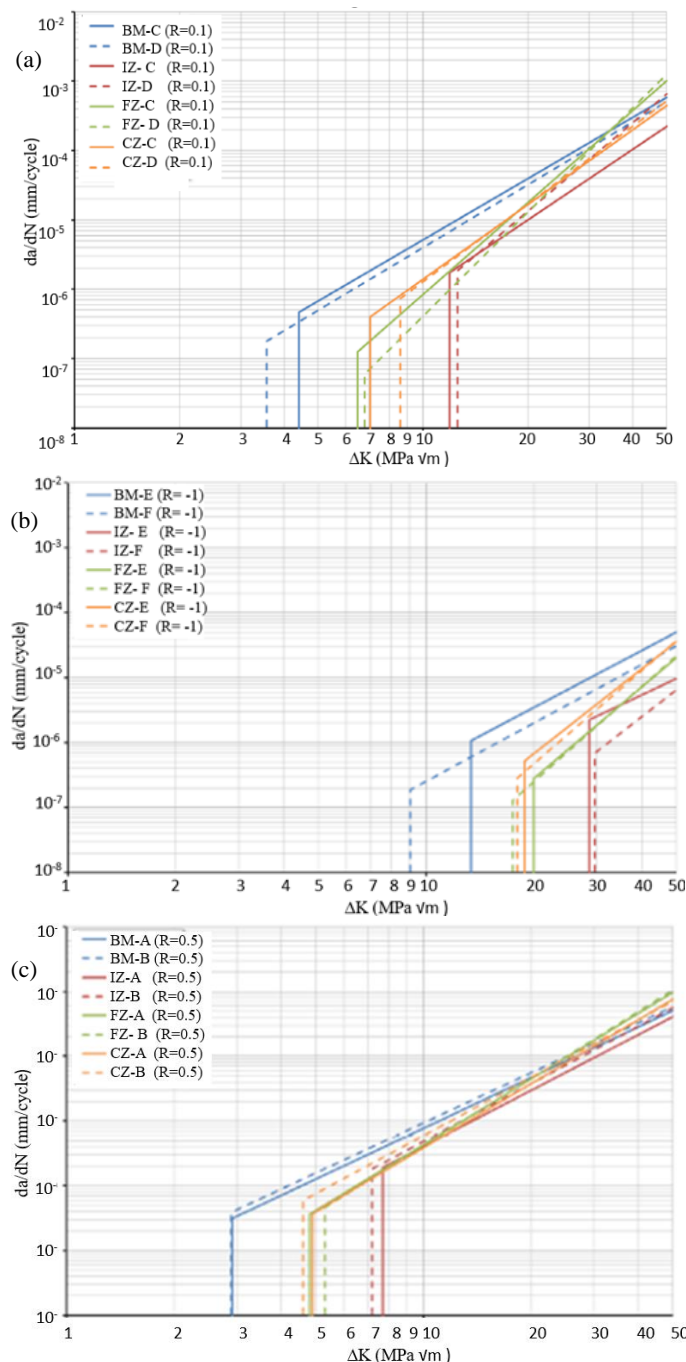 (a)
10-2
10-3
10-4
10-5
10-6
10-7
10-8
da/dN (mm/cycle)
BM-C (R=0.1)
BM-D (R=0.1)
IZ- C (R=0.1)
IZ-D (R=0.1)
FZ-C (R=0.1)
FZ- D (R=0.1)
CZ-C (R=0.1)
CZ-D (R=0.1)
1 2 3 4 5 6 7 8 9 10 20 30 40 50
ΔK (MPa √m )
(b)
10-2
10-3
10-4
10-5
10-6
10-7
10-8
da/dN (mm/cycle)
BM-E (R= -1)
BM-F (R= -1)
IZ- E (R= -1)
IZ-F (R= -1)
FZ-E (R= -1)
FZ- F (R= -1)
CZ-E (R= -1)
CZ-F (R= -1)
1 2 3 4 5 6 7 8 9 10 20 30 40 50
ΔK (MPa √m )
(c)
10-
10-
10-
10-
10-
10-
10-
da/dN (mm/cycle)
BM-A (R=0.5)
BM-B (R=0.5)
IZ-A (R=0.5)
IZ-B (R=0.5)
FZ-A (R=0.5)
FZ- B (R=0.5)
CZ-A (R=0.5)
CZ-B (R=0.5)
1 2 3 4 5 6 7 8 9 10 20 30 40 50
ΔK (MPa √m )